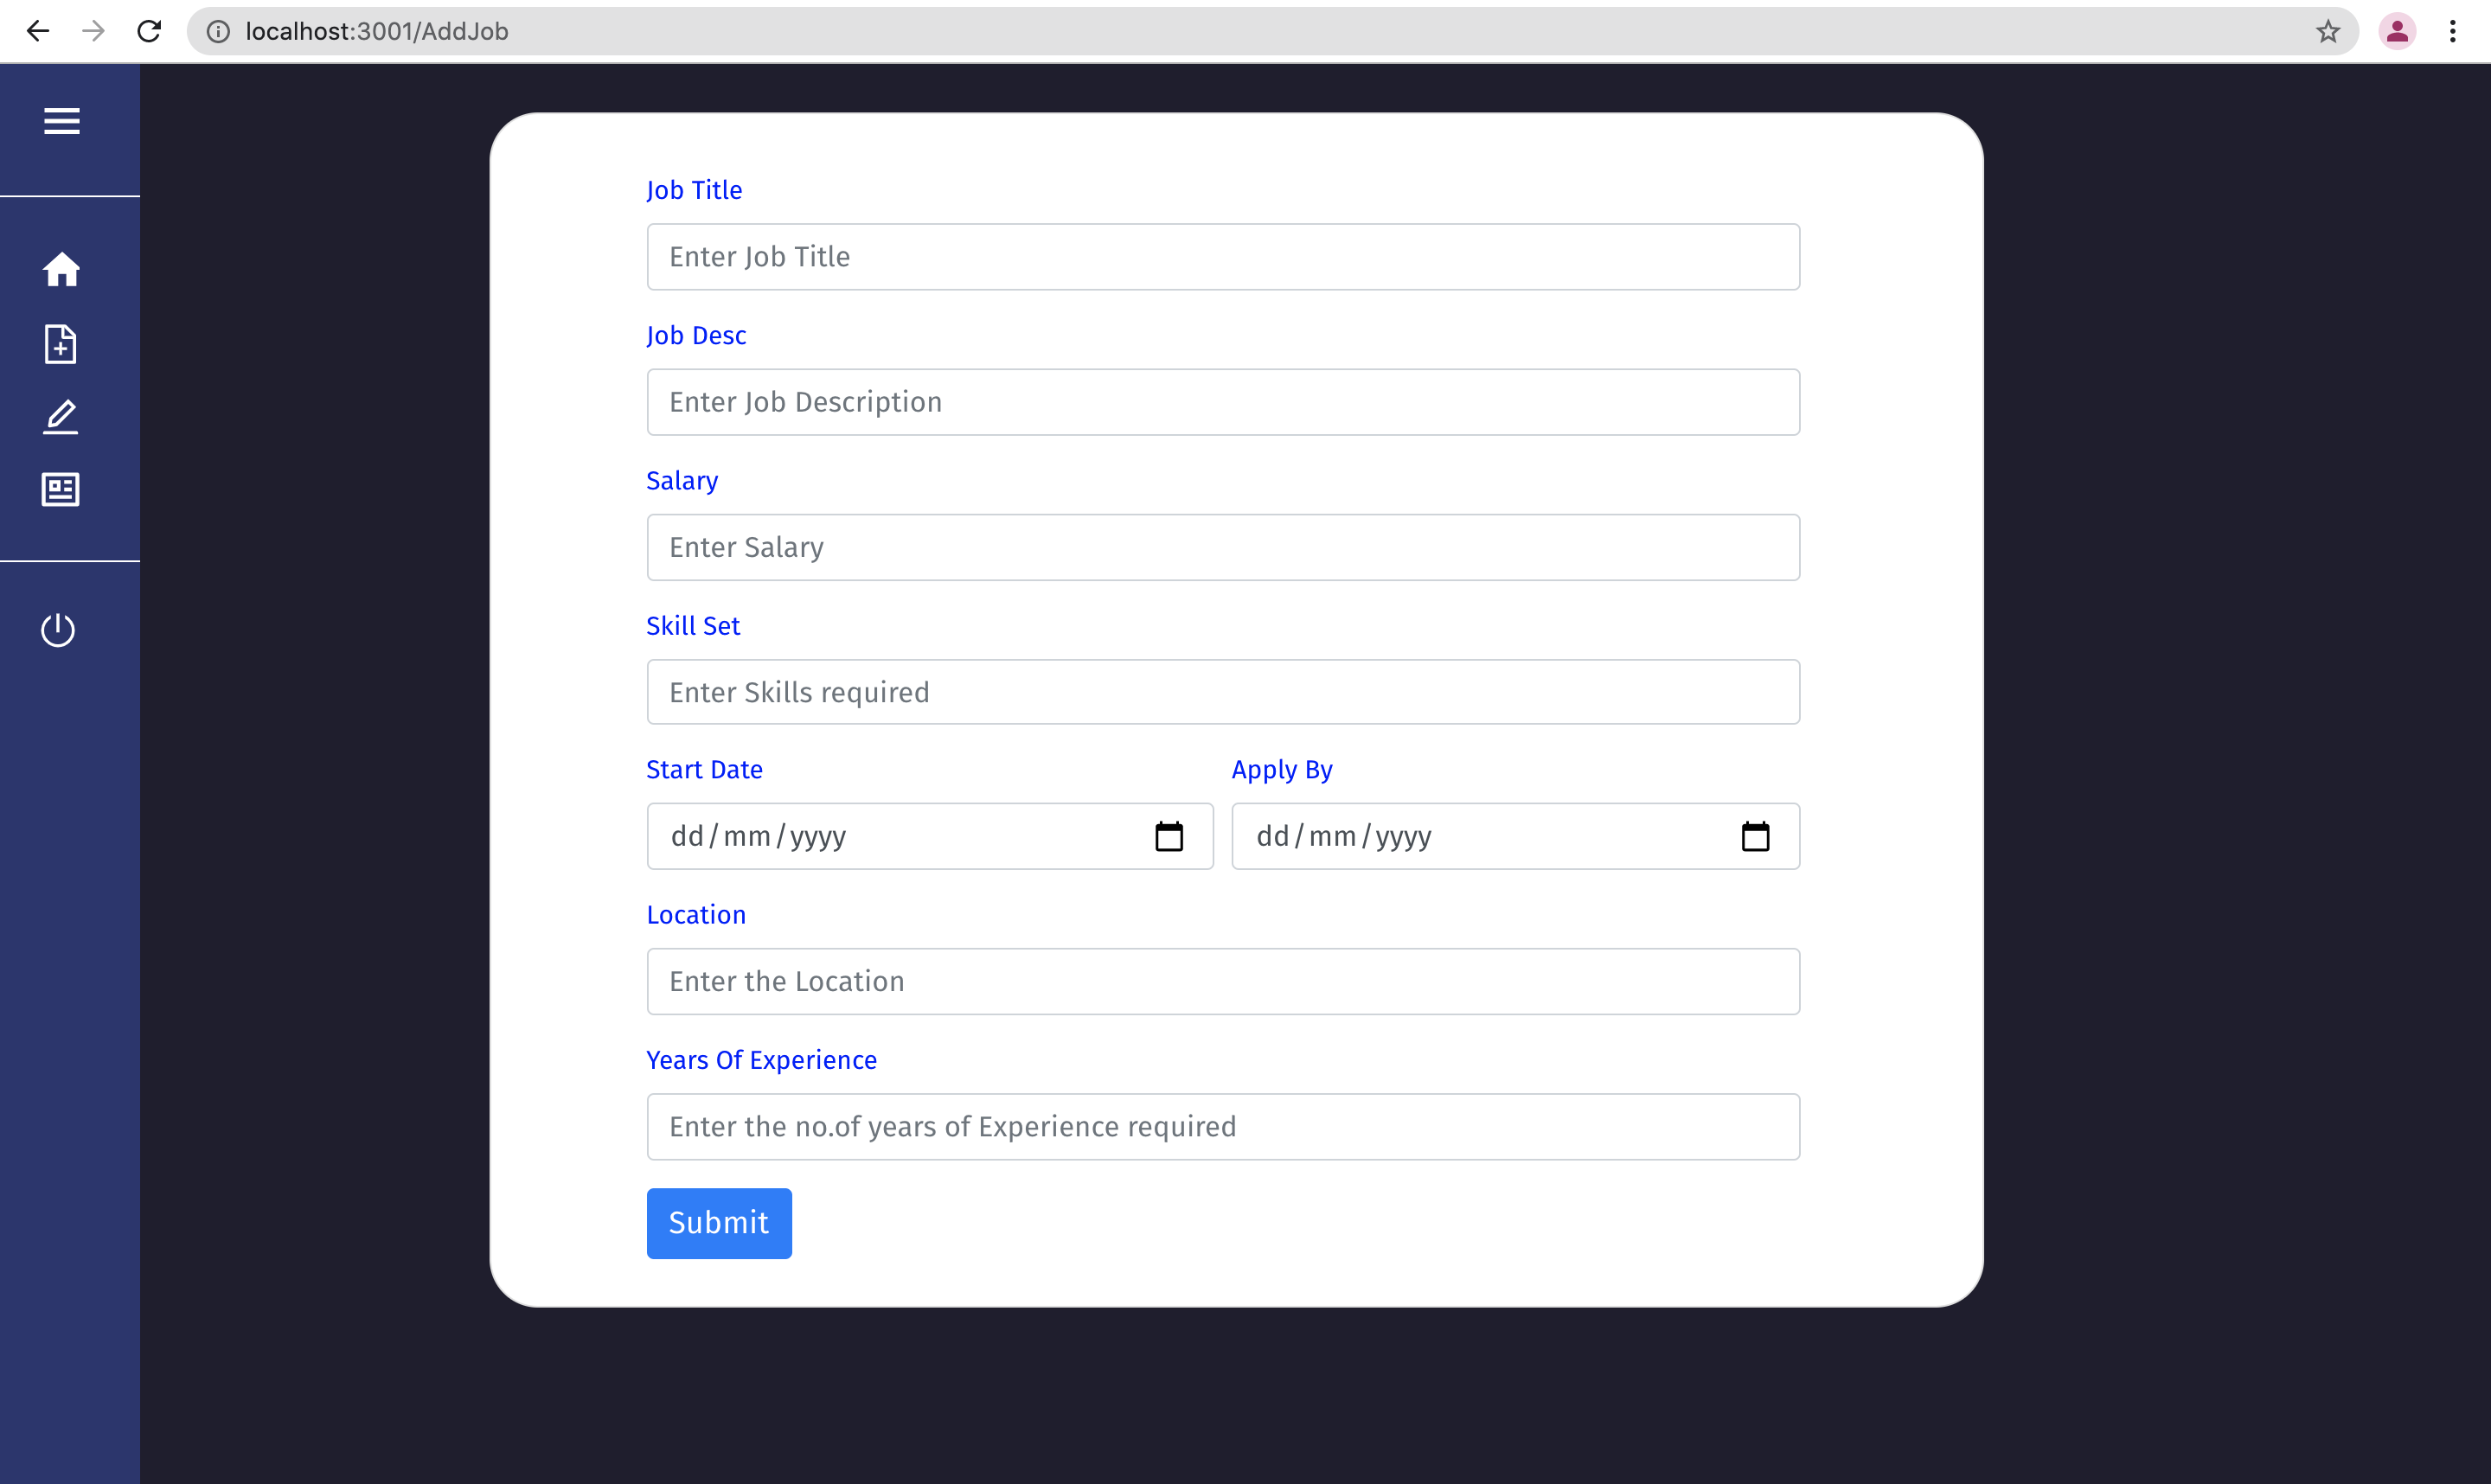 localhost:3001/AddJob
Job Title
Enter Job Title
Job Desc
Enter Job Description
Salary
Enter Salary
Skill Set
Enter Skills required
Start Date Apply By
dd/mm/yyyy dd/mm/yyyy
Location
Enter the Location
Years Of Experience
Enter the no.of years of Experience required
Submit